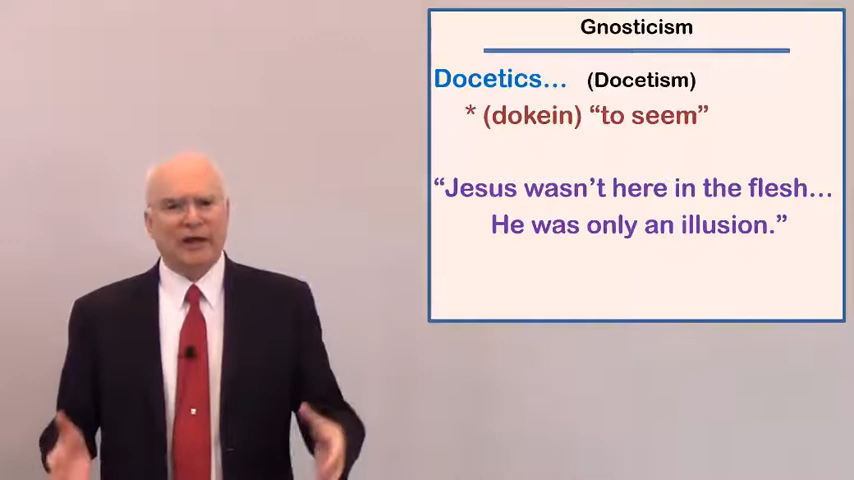 Gnosticism
Docetics… (Docetism)
* (dokein) “to seem”
“Jesus wasn’t here in the flesh…
He was only an illusion.”